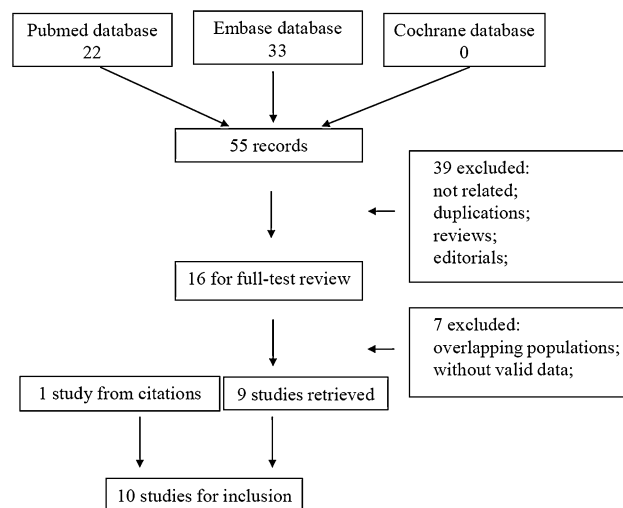 Pubmed database
22
Embase database
33
Cochrane database
0
55 records
39 excluded:
not related;
duplications;
reviews;
editorials;
16 for full-test review
7 excluded:
overlapping populations;
without valid data;
1 study from citations
9 studies retrieved
10 studies for inclusion